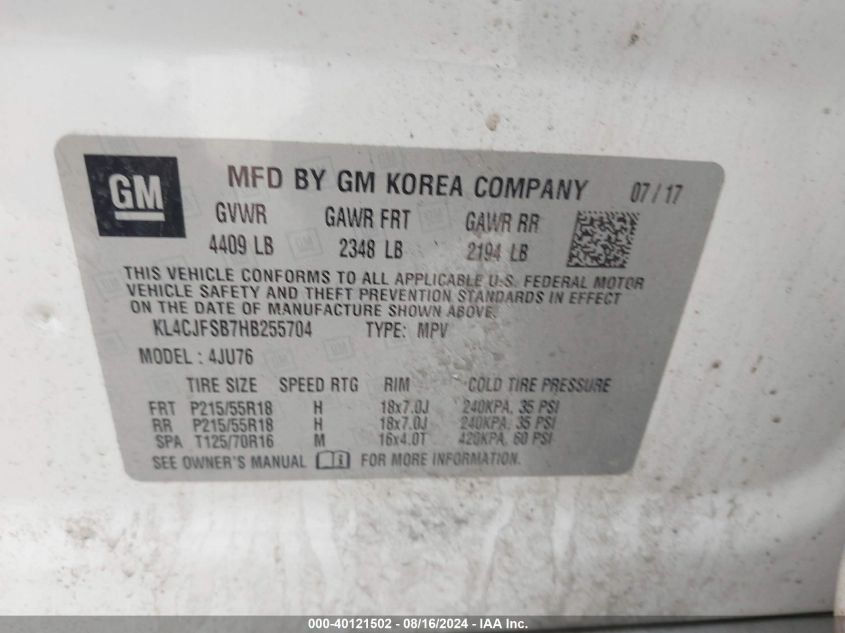 GM MFD BY GM KOREA COMPANY 07/17
GVWR GAWR FRT GAWR RR
4409 LB 2348 LB 2194 LB
THIS VEHICLE CONFORMS TO ALL APPLICABLE U.S. FEDERAL MOTOR
VEHICLE SAFETY AND THEFT PREVENTION STANDARDS IN EFFECT
ON THE DATE OF MANUFACTURE SHOWN ABOVE.
KL4CJFSB7HB255704 TYPE: MPV
MODEL : 4JU76
TIRE SIZE SPEED RTG RIM COLD TIRE PRESSURE
FRT P215/55R18 H 18x7.0J 240KPA, 35 PSI
RR P215/55R18 H 18x7.0J 240KPA, 35 PSI
SPA T125/70R16 M 16x4.0T 420KPA, 60 PSI
SEE OWNER'S MANUAL FOR MORE INFORMATION.
000-40121502 - 08/16/2024 - IAA Inc.